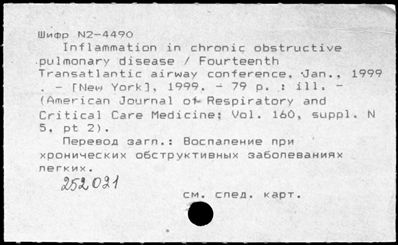 Шифр N2-4490
Inflammation in chronic obstructive
pulmonary disease / Fourteenth
Transatlantic airway conference, Jan., 1999
. - [New York], 1999. - 79 p. : ill. -
(American Journal of Respiratory and
Critical Care Medicine; Vol. 160, suppl. N
5, pt 2).
Перевод загл.: Воспаление при
хронических обструктивных заболеваниях
легких.
252021
см. след. карт.